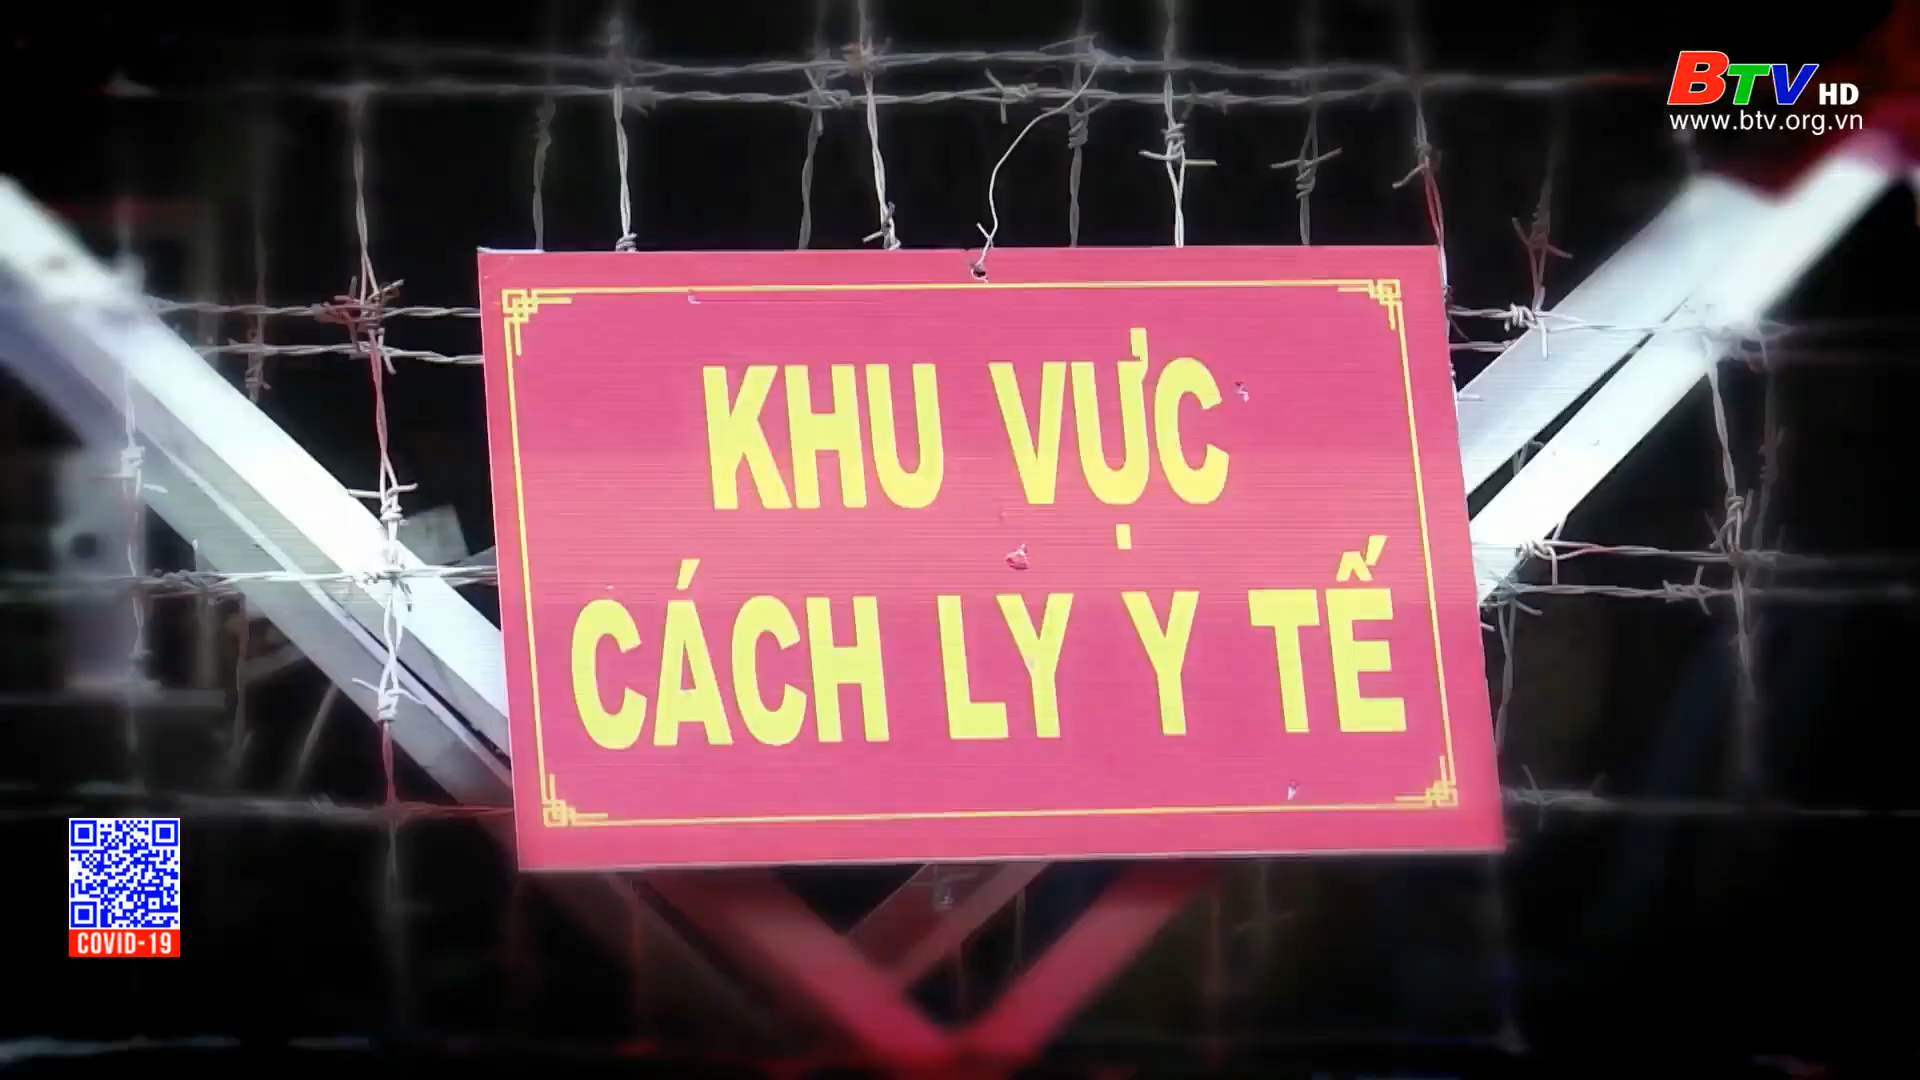 BTV HD
www.btv.org.vn
KHU VỰC
CÁCH LY Y TẾ
COVID-19